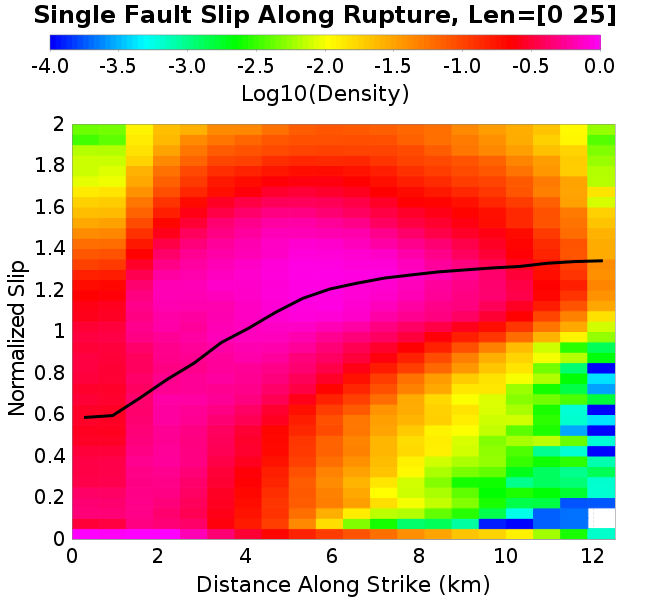 Single Fault Slip Along Rupture, Len=[0 25]
-4.0 -3.5 -3.0 -2.5 -2.0 -1.5 -1.0 -0.5 0.0
Log10(Density)
2
1.8
1.6
1.4
1.2
1
0.8
0.6
0.4
0.2
0
Normalized Slip
0 2 4 6 8 10 12
Distance Along Strike (km)